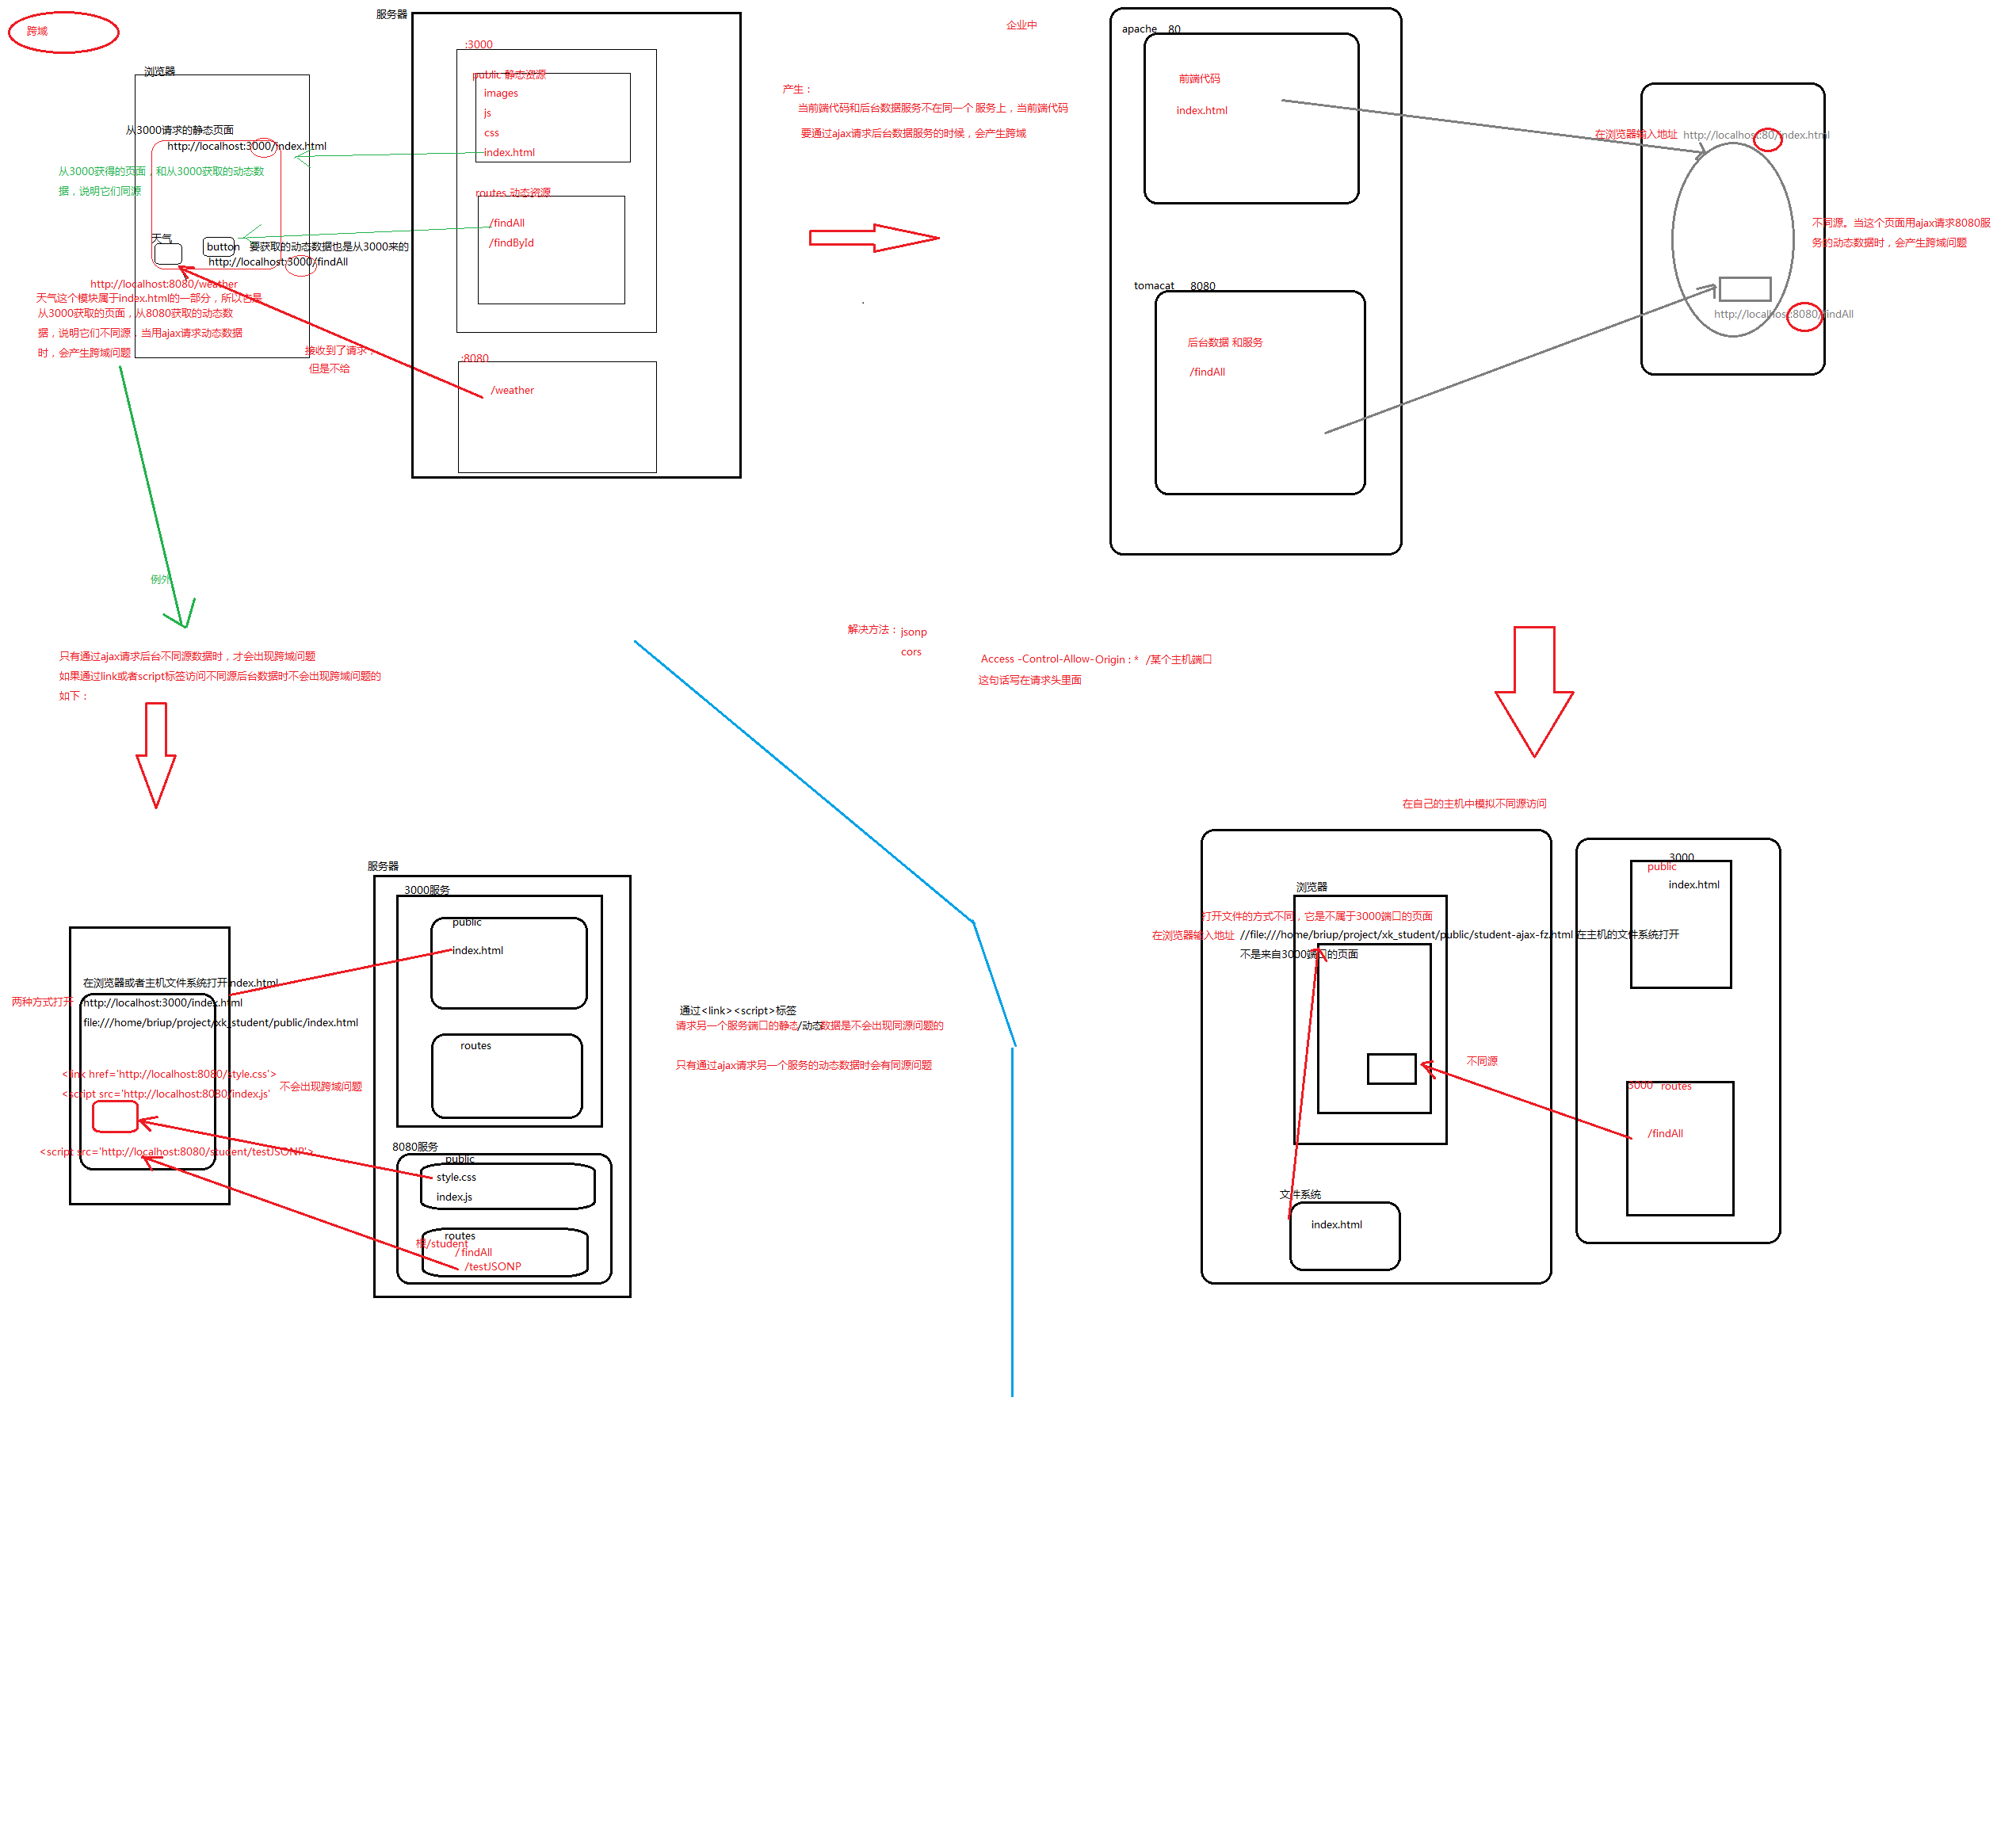 跨域
浏览器
从3000请求的静态页面
http://localhost:3000/index.html
从3000获得的页面，和从3000获取的动态数
据，说明它们同源
天气
button
要获取的动态数据也是从3000来的
http://localhost:3000/findAll
http://localhost:8080/weather
天气这个模块属于index.html的一部分，所以也是
从3000获取的页面，从8080获取的动态数
据，说明它们不同源，当用ajax请求动态数据
时，会产生跨域问题
接收到了请求，
但是不给
服务器
:3000
public 静态资源
images
js
css
index.html
routes 动态资源
/findAll
/findById
:8080
/weather
产生：
当前端代码和后台数据服务不在同一个 服务上，当前端代码
要通过ajax请求后台数据服务的时候，会产生跨域
企业中
apache
80
前端代码
index.html
tomacat
8080
后台数据 和服务
/findAll
在浏览器输入地址
http://localhost:80/index.html
不同源。当这个页面用ajax请求8080服
务的动态数据时，会产生跨域问题
http://localhost:8080/findAll
例外
只有通过ajax请求后台不同源数据时，才会出现跨域问题
如果通过link或者script标签访问不同源后台数据时不会出现跨域问题的
如下：
解决方法：
jsonp
cors
Access -Control-Allow-Origin : * /某个主机端口
这句话写在请求头里面
服务器
3000服务
public
index.html
routes
8080服务
public
style.css
index.js
routes
根/student
/findAll
/testJSONP
在浏览器或者主机文件系统打开index.html
两种方式打开
http://localhost:3000/index.html
file:///home/briup/project/xk_student/public/index.html
<link href='http://localhost:8080/style.css'>
<script src='http://localhost:8080/index.js'
不会出现跨域问题
<script src='http://localhost:8080/student/testJSONP'>
通过<link><script>标签
请求另一个服务端口的静态/动态数据是不会出现同源问题的
只有通过ajax请求另一个服务的动态数据时会有同源问题
在自己的主机中模拟不同源访问
浏览器
打开文件的方式不同，它是不属于3000端口的页面
在浏览器输入地址
//file:///home/briup/project/xk_student/public/student-ajax-fz.html 在主机的文件系统打开
不是来自3000端口的页面
不同源
文件系统
index.html
3000
public
index.html
3000
routes
/findAll